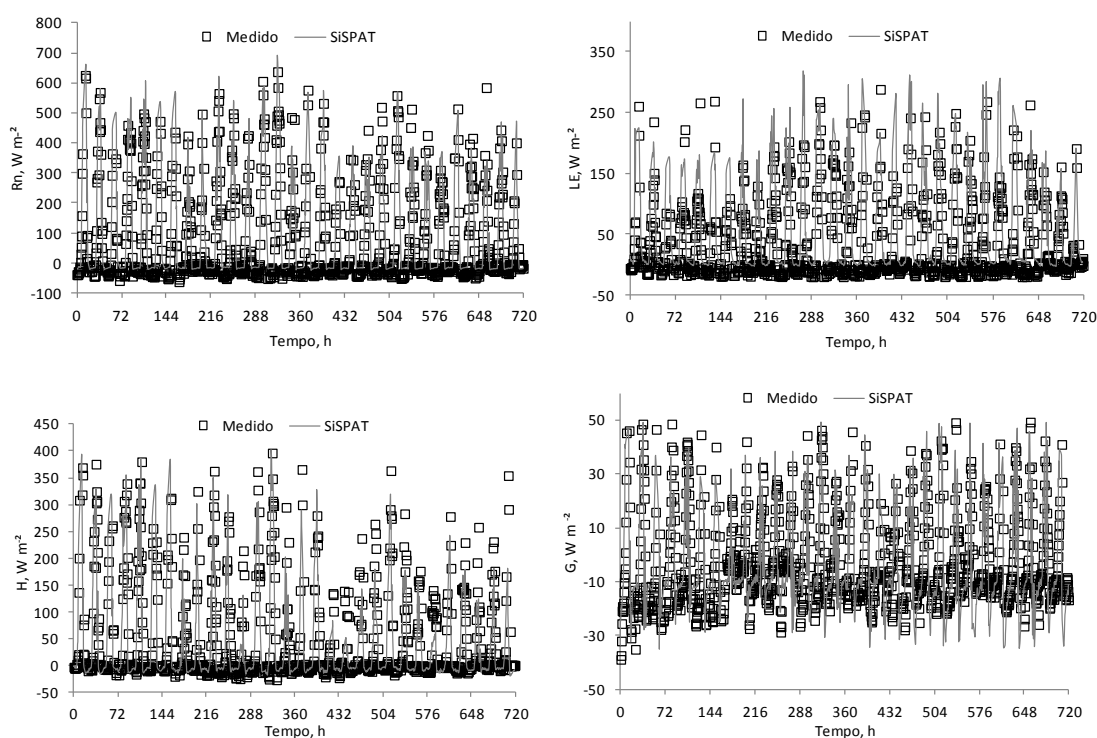 Medido SiSPAT
800
700
600
500
400
300
200
100
0
-100
Rn, W m⁻²
0 72 144 216 288 360 432 504 576 648 720
Tempo, h
Medido SiSPAT
350
250
150
50
-50
LE, W m⁻²
0 72 144 216 288 360 432 504 576 648 720
Tempo, h
Medido SiSPAT
450
400
350
300
250
200
150
100
50
0
-50
H, W m⁻²
0 72 144 216 288 360 432 504 576 648 720
Tempo, h
Medido SiSPAT
50
30
10
-10
-30
-50
G, W m⁻²
0 72 144 216 288 360 432 504 576 648 720
Tempo, h